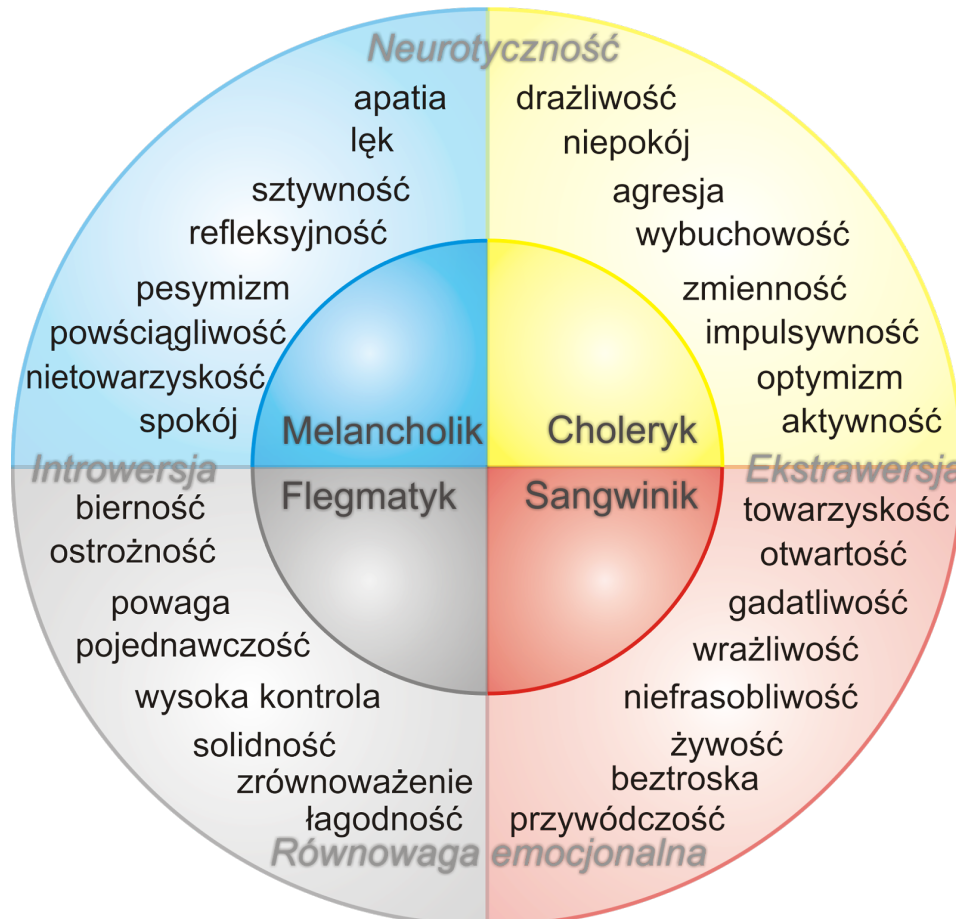 Neurotyczność
apatia
lęk
sztywność
refleksyjność
pesymizm
powściągliwość
nietowarzyskość
spokój
drażliwość
niepokój
agresja
wybuchowość
zmienność
impulsywność
optymizm
aktywność
Melancholik
Choleryk
Introwersja
Ekstrawersja
Flegmatyk
Sangwinik
bierność
ostrożność
powaga
pojednawczość
wysoka kontrola
solidność
zrównoważenie
łagodność
towarzyskość
otwartość
gadatliwość
wrażliwość
niefrasobliwość
żywość
beztroska
przywódczość
Równowaga emocjonalna